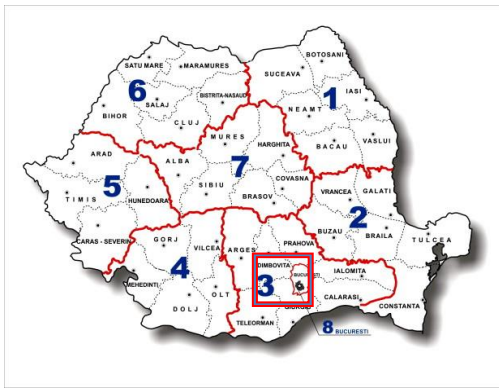 BOTOSANI
SATU MARE
MARAMURES
SUCEAVA
6
1
IASI
BISTRITA-NASAUD
SALAJ
NEAMT
BIHOR
CLUJ
MURES
VASLUI
HARGHITA
BACAU
ARAD
ALBA
7
COVASNA
5
SIBIU
VRANCEA
GALATI
TIMIS
HUNEDOARA
BRASOV
2
CARAS - SEVERIN
GORJ
VILCEA
BUZAU
BRAILA
TULCEA
ARGES
PRAHOVA
4
DIMBOVITA
IALOMITA
MEHEDINTI
3
BUCURESTI
OLT
CALARASI
CONSTANTA
DOLJ
TELEORMAN
8 BUCURESTI